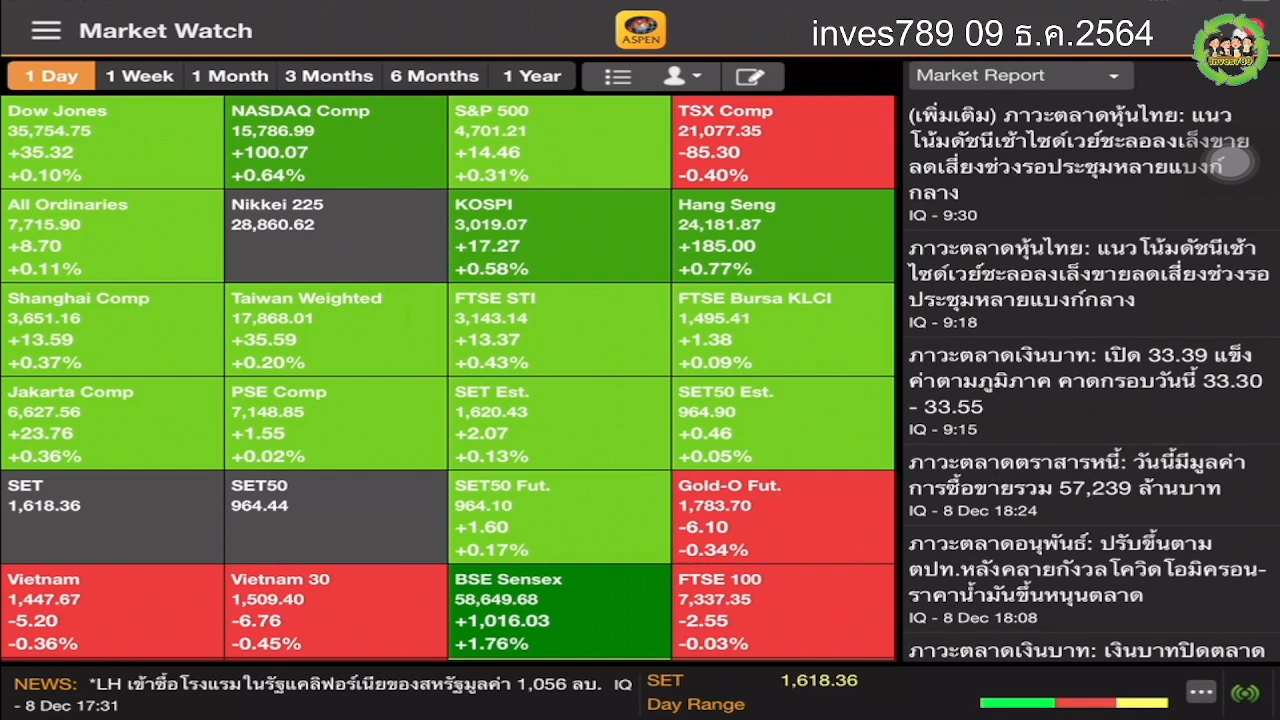 Market Watch
ASPEN
inves789 09 ธ.ค.2564
inves789
1 Day
1 Week
1 Month
3 Months
6 Months
1 Year
Market Report
Dow Jones
35,754.75
+35.32
+0.10%
NASDAQ Comp
15,786.99
+100.07
+0.64%
S&P 500
4,701.21
+14.46
+0.31%
TSX Comp
21,077.35
-85.30
-0.40%
All Ordinaries
7,715.90
+8.70
+0.11%
Nikkei 225
28,860.62
KOSPI
3,019.07
+17.27
+0.58%
Hang Seng
24,181.87
+185.00
+0.77%
Shanghai Comp
3,651.16
+13.59
+0.37%
Taiwan Weighted
17,868.01
+35.59
+0.20%
FTSE STI
3,143.14
+13.37
+0.43%
FTSE Bursa KLCI
1,495.41
+1.38
+0.09%
Jakarta Comp
6,627.56
+23.76
+0.36%
PSE Comp
7,148.85
+1.55
+0.02%
SET Est.
1,620.43
+2.07
+0.13%
SET50 Est.
964.90
+0.46
+0.05%
SET
1,618.36
SET50
964.44
SET50 Fut.
964.10
+1.60
+0.17%
Gold-O Fut.
1,783.70
-6.10
-0.34%
Vietnam
1,447.67
-5.20
-0.36%
Vietnam 30
1,509.40
-6.76
-0.45%
BSE Sensex
58,649.68
+1,016.03
+1.76%
FTSE 100
7,337.35
-2.55
-0.03%
(เพิ่มเติม) ภาวะตลาดหุ้นไทย: แนว
โน้มดัชนีเช้าไซด์เวย์ชะลอลงเล็งขาย
ลดเสี่ยงช่วงรอประชุมหลายแบงก์
กลาง
IQ - 9:30
ภาวะตลาดหุ้นไทย: แนวโน้มดัชนีเช้า
ไซด์เวย์ชะลอลงเล็งขายลดเสี่ยงช่วงรอ
ประชุมหลายแบงก์กลาง
IQ - 9:18
ภาวะตลาดเงินบาท: เปิด 33.39 แข็ง
ค่าตามภูมิภาค คาดกรอบวันนี้ 33.30
- 33.55
IQ - 9:15
ภาวะตลาดตราสารหนี้: วันนี้มีมูลค่า
การซื้อขายรวม 57,239 ล้านบาท
IQ - 8 Dec 18:24
ภาวะตลาดอนุพันธ์: ปรับขึ้นตาม
ตปท.หลังคลายกังวลโควิดโอมิครอน-
ราคาน้ำมันขึ้นหนุนตลาด
IQ - 8 Dec 18:08
ภาวะตลาดเงินบาท: เงินบาทปิดตลาด
NEWS: *LH เข้าซื้อโรงแรมในรัฐแคลิฟอร์เนียของสหรัฐมูลค่า 1,056 ลบ. IQ
- 8 Dec 17:31
SET 1,618.36
Day Range